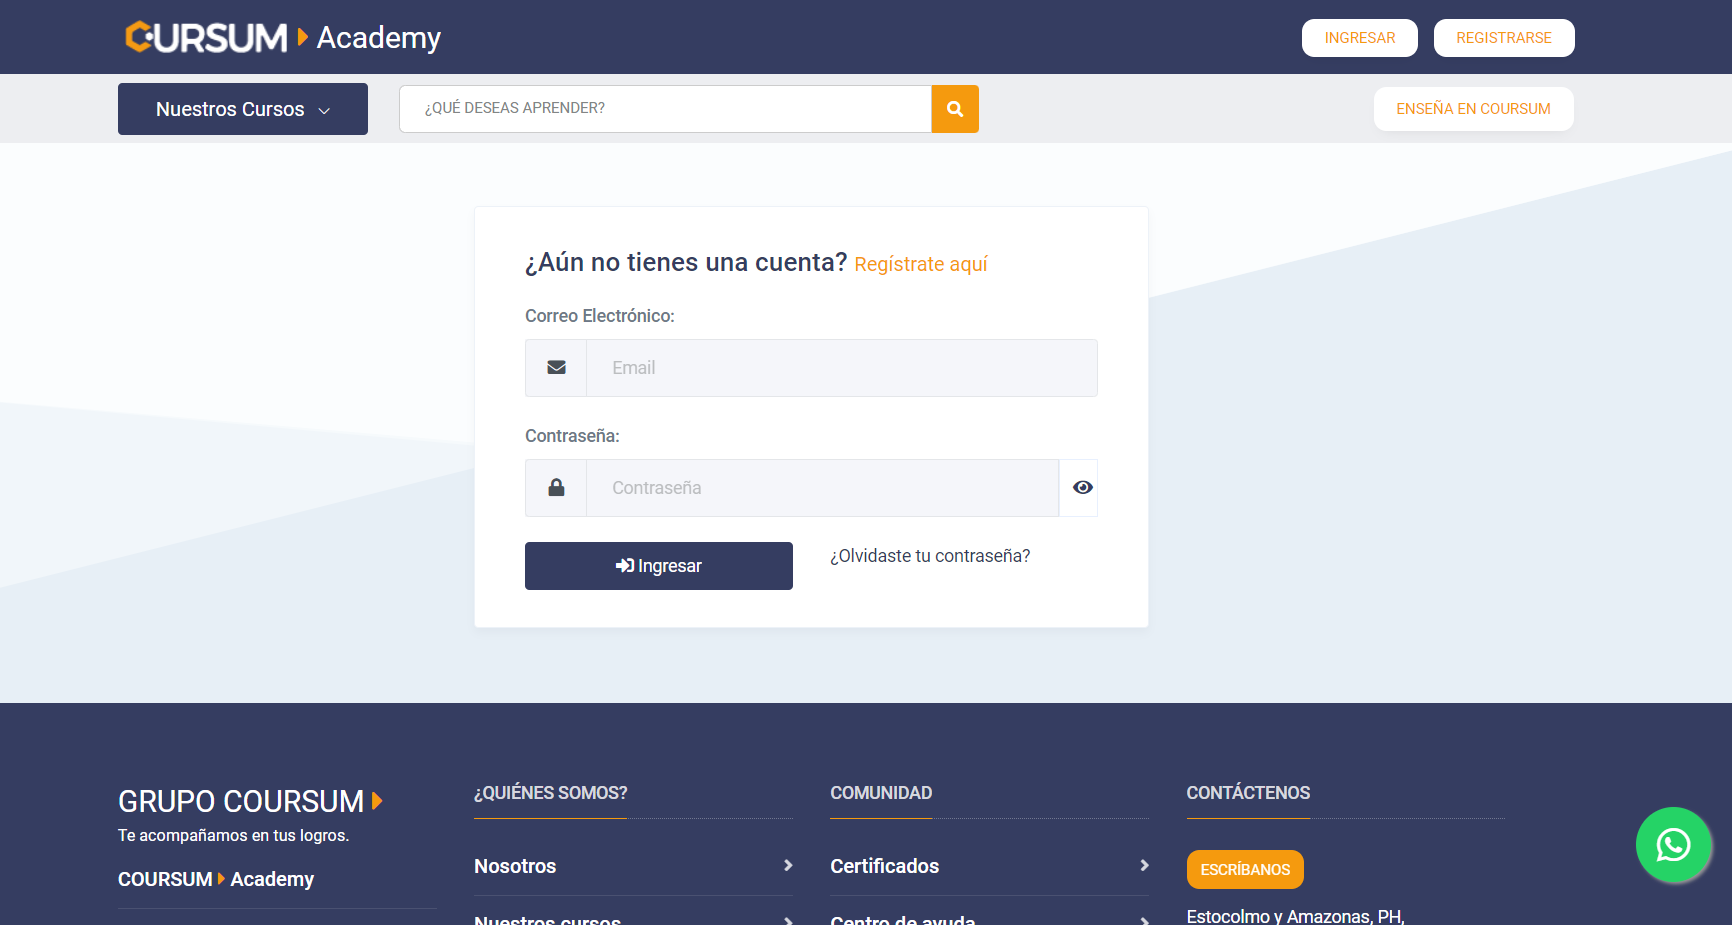 CURSUM Academy
INGRESAR
REGISTRARSE
Nuestros Cursos
¿QUÉ DESEAS APRENDER?
ENSEÑA EN COURSUM
¿Aún no tienes una cuenta? Regístrate aquí
Correo Electrónico:
Email
Contraseña:
Contraseña
Ingresar
¿Olvidaste tu contraseña?
GRUPO COURSUM
Te acompañamos en tus logros.
COURSUM Academy
¿QUIÉNES SOMOS?
Nosotros
Nuestros cursos
COMUNIDAD
Certificados
Centro de ayuda
CONTÁCTENOS
ESCRÍBANOS
Estocolmo y Amazonas, PH,